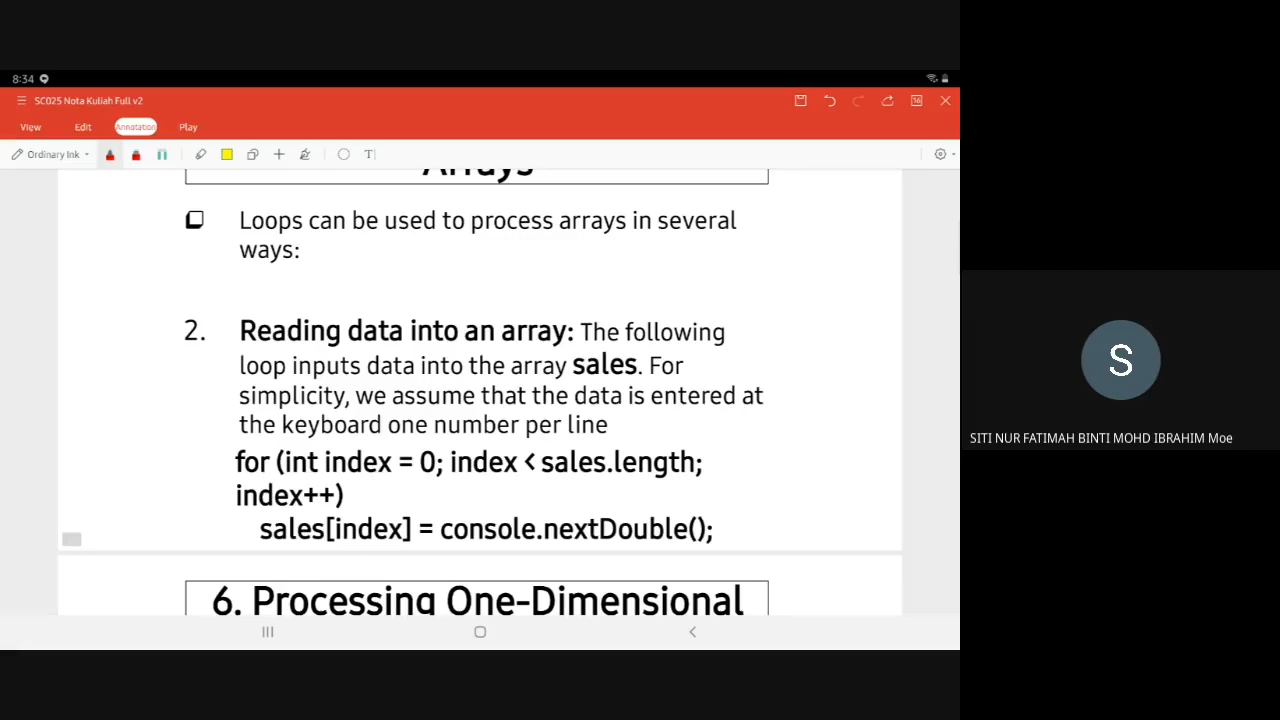 8:34
SC025 Nota Kuliah Full v2
View Edit Annotation Play
Ordinary Ink
Arrays
Loops can be used to process arrays in several
ways:
2. Reading data into an array: The following
loop inputs data into the array sales. For
simplicity, we assume that the data is entered at
the keyboard one number per line
for (int index = 0; index < sales.length;
index++)
sales[index] = console.nextDouble();
6. Processing One-Dimensional
S
SITI NUR FATIMAH BINTI MOHD IBRAHIM Moe